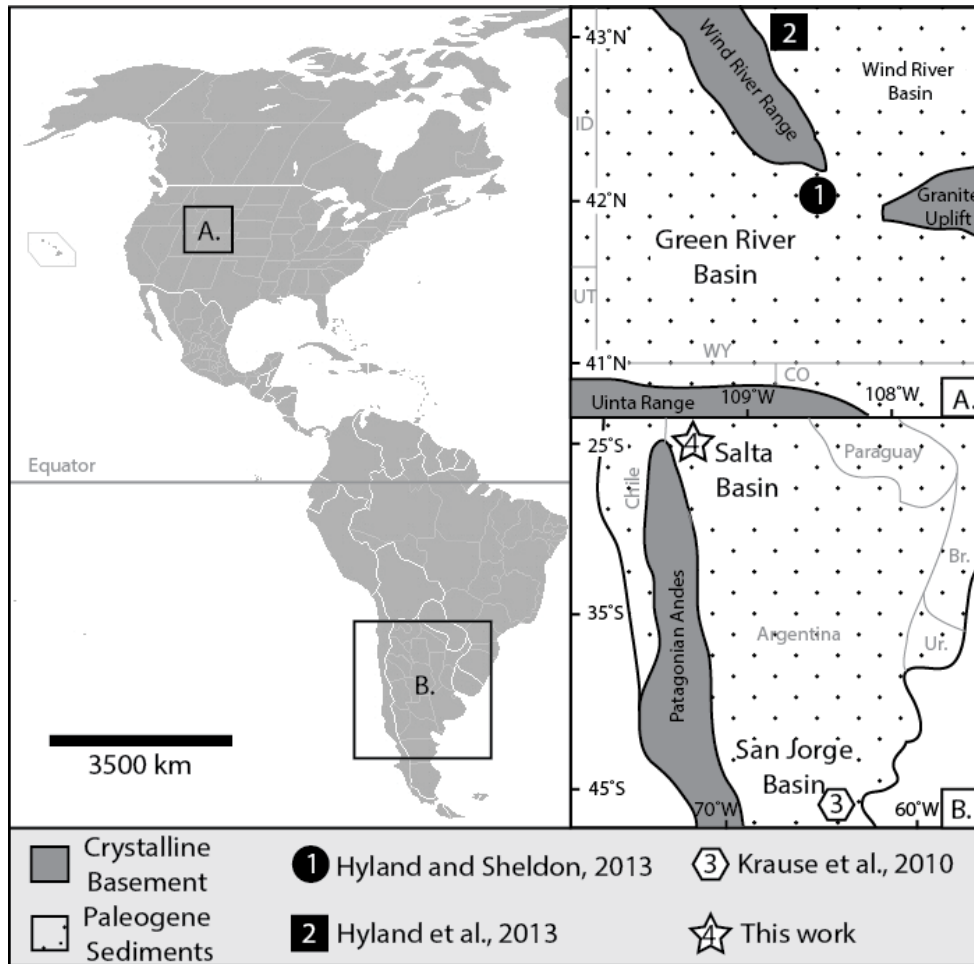 A.
Equator
B.
3500 km
43°N
2
Wind River Range
Wind River
Basin
ID
42°N
1
Granite
Uplift
Green River
Basin
UT
41°N
WY
CO
Uinta Range
109°W
108°W
A.
25°S
4
Salta
Basin
Chile
Paraguay
Br.
35°S
Patagonian Andes
Argentina
Ur.
San Jorge
Basin
45°S
70°W
3
60°W
B.
Crystalline
Basement
1 Hyland and Sheldon, 2013
3 Krause et al., 2010
Paleogene
Sediments
2 Hyland et al., 2013
4 This work